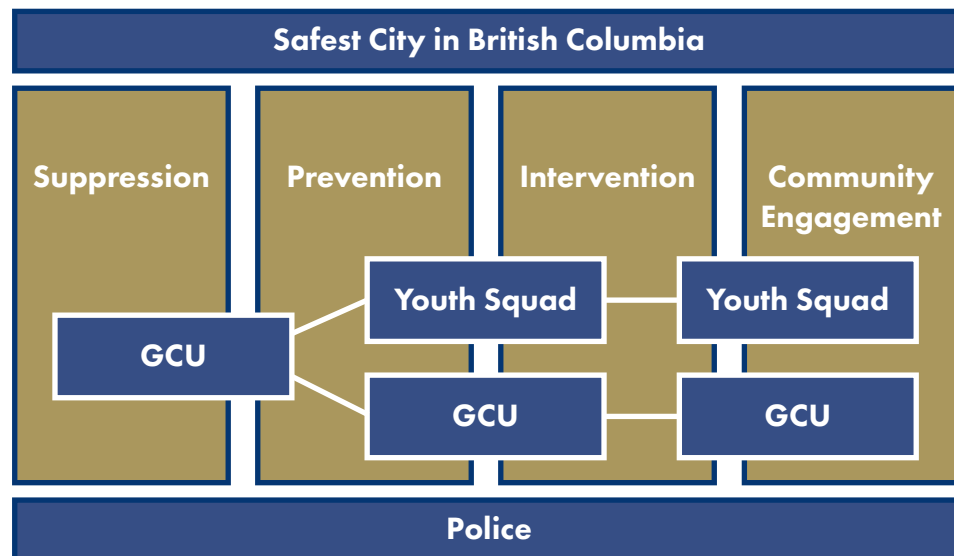 Safest City in British Columbia
Suppression
Prevention
Intervention
Community
Engagement
Youth Squad
Youth Squad
GCU
GCU
GCU
Police